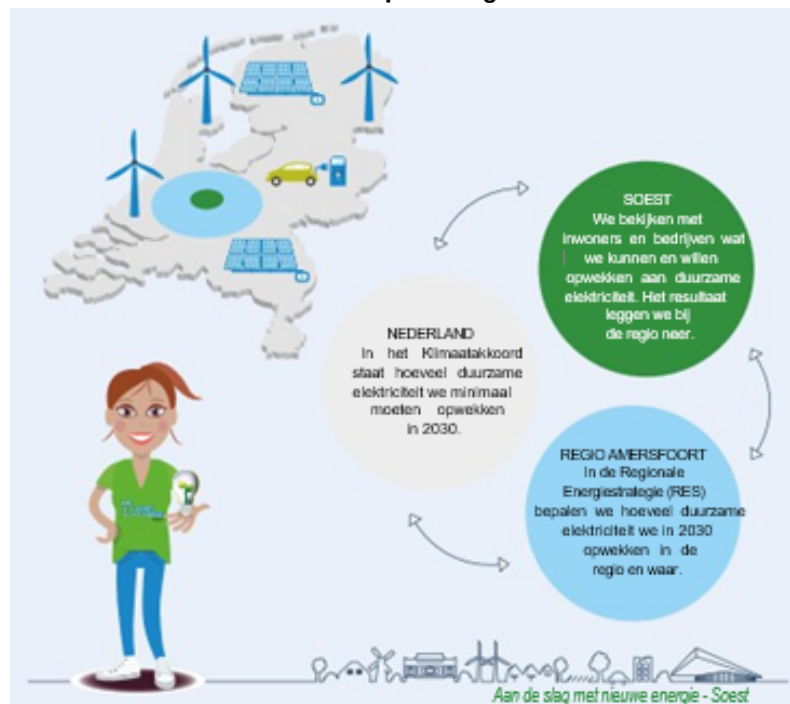 SOEST
We bekijken met
inwoners en bedrijven wat
we kunnen en willen
opwekken aan duurzame
elektriciteit. Het resultaat
leggen we bij
de regio neer.
NEDERLAND
In het Klimaatakkoord
staat hoeveel duurzame
elektriciteit we minimaal
moeten opwekken
in 2030.
REGIO AMERSFOORT
In de Regionale
Energiestrategie (RES)
bepalen we hoeveel duurzame
elektriciteit we in 2030
opwekken in de
regio en waar.
Aan de slag met nieuwe energie - Soest